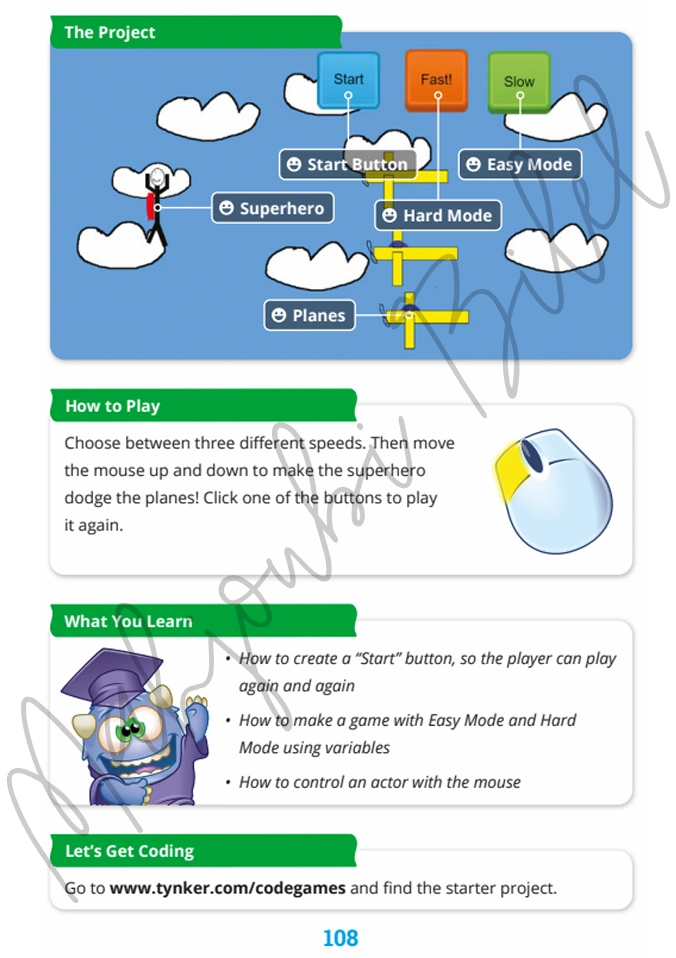 The Project
Start
Fast!
Slow
Start Button
Easy Mode
Superhero
Hard Mode
Planes
How to Play
Choose between three different speeds. Then move
the mouse up and down to make the superhero
dodge the planes! Click one of the buttons to play
it again.
What You Learn
• How to create a “Start” button, so the player can play
again and again
• How to make a game with Easy Mode and Hard
Mode using variables
• How to control an actor with the mouse
Let’s Get Coding
Go to www.tynker.com/codegames and find the starter project.
108